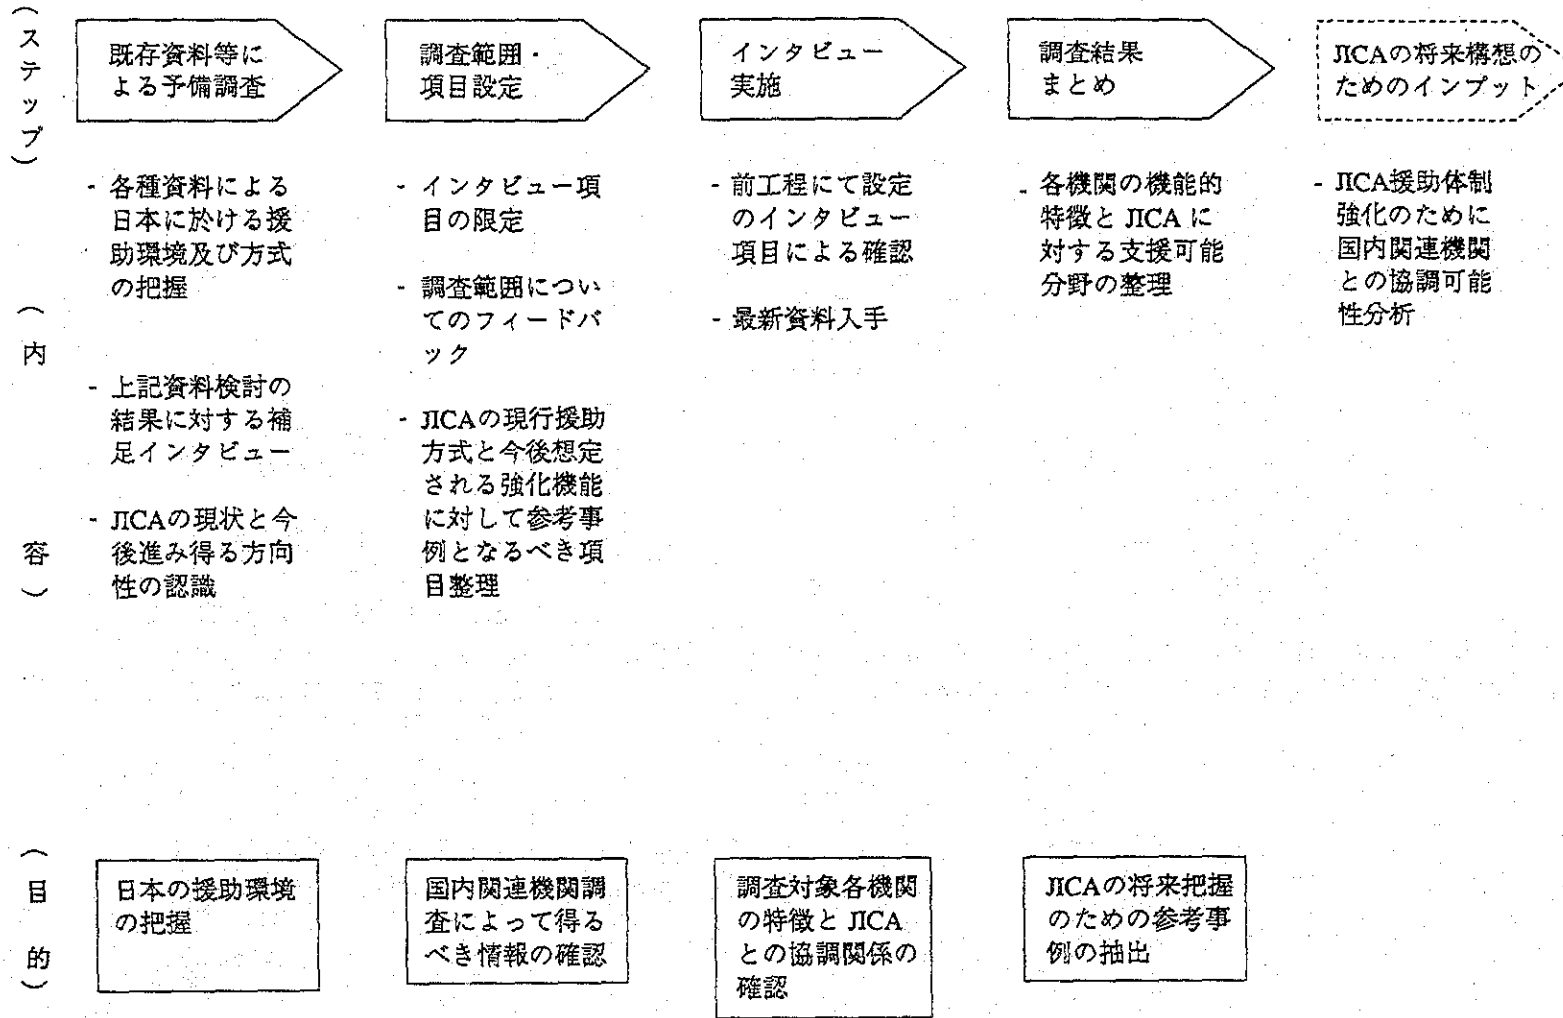 （ステップ）
既存資料等に
よる予備調査
調査範囲・
項目設定
インタビュー
実施
調査結果
まとめ
JICAの将来構想の
ためのインプット
（内容）
- 各種資料による
日本に於ける援
助環境及び方式
の把握
- 上記資料検討の
結果に対する補
足インタビュー
- JICAの現状と今
後進み得る方向
性の認識
- インタビュー項
目の限定
- 調査範囲につい
てのフィードバ
ック
- JICAの現行援助
方式と今後想定
される強化機能
に対して参考事
例となるべき項
目整理
- 前工程にて設定
のインタビュー
項目による確認
- 最新資料入手
- 各機関の機能的
特徴と JICA に
対する支援可能
分野の整理
- JICA援助体制
強化のために
国内関連機関
との協調可能
性分析
（目的）
日本の援助環境
の把握
国内関連機関調
査によって得る
べき情報の確認
調査対象各機関
の特徴と JICA
との協調関係の
確認
JICAの将来把握
のための参考事
例の抽出